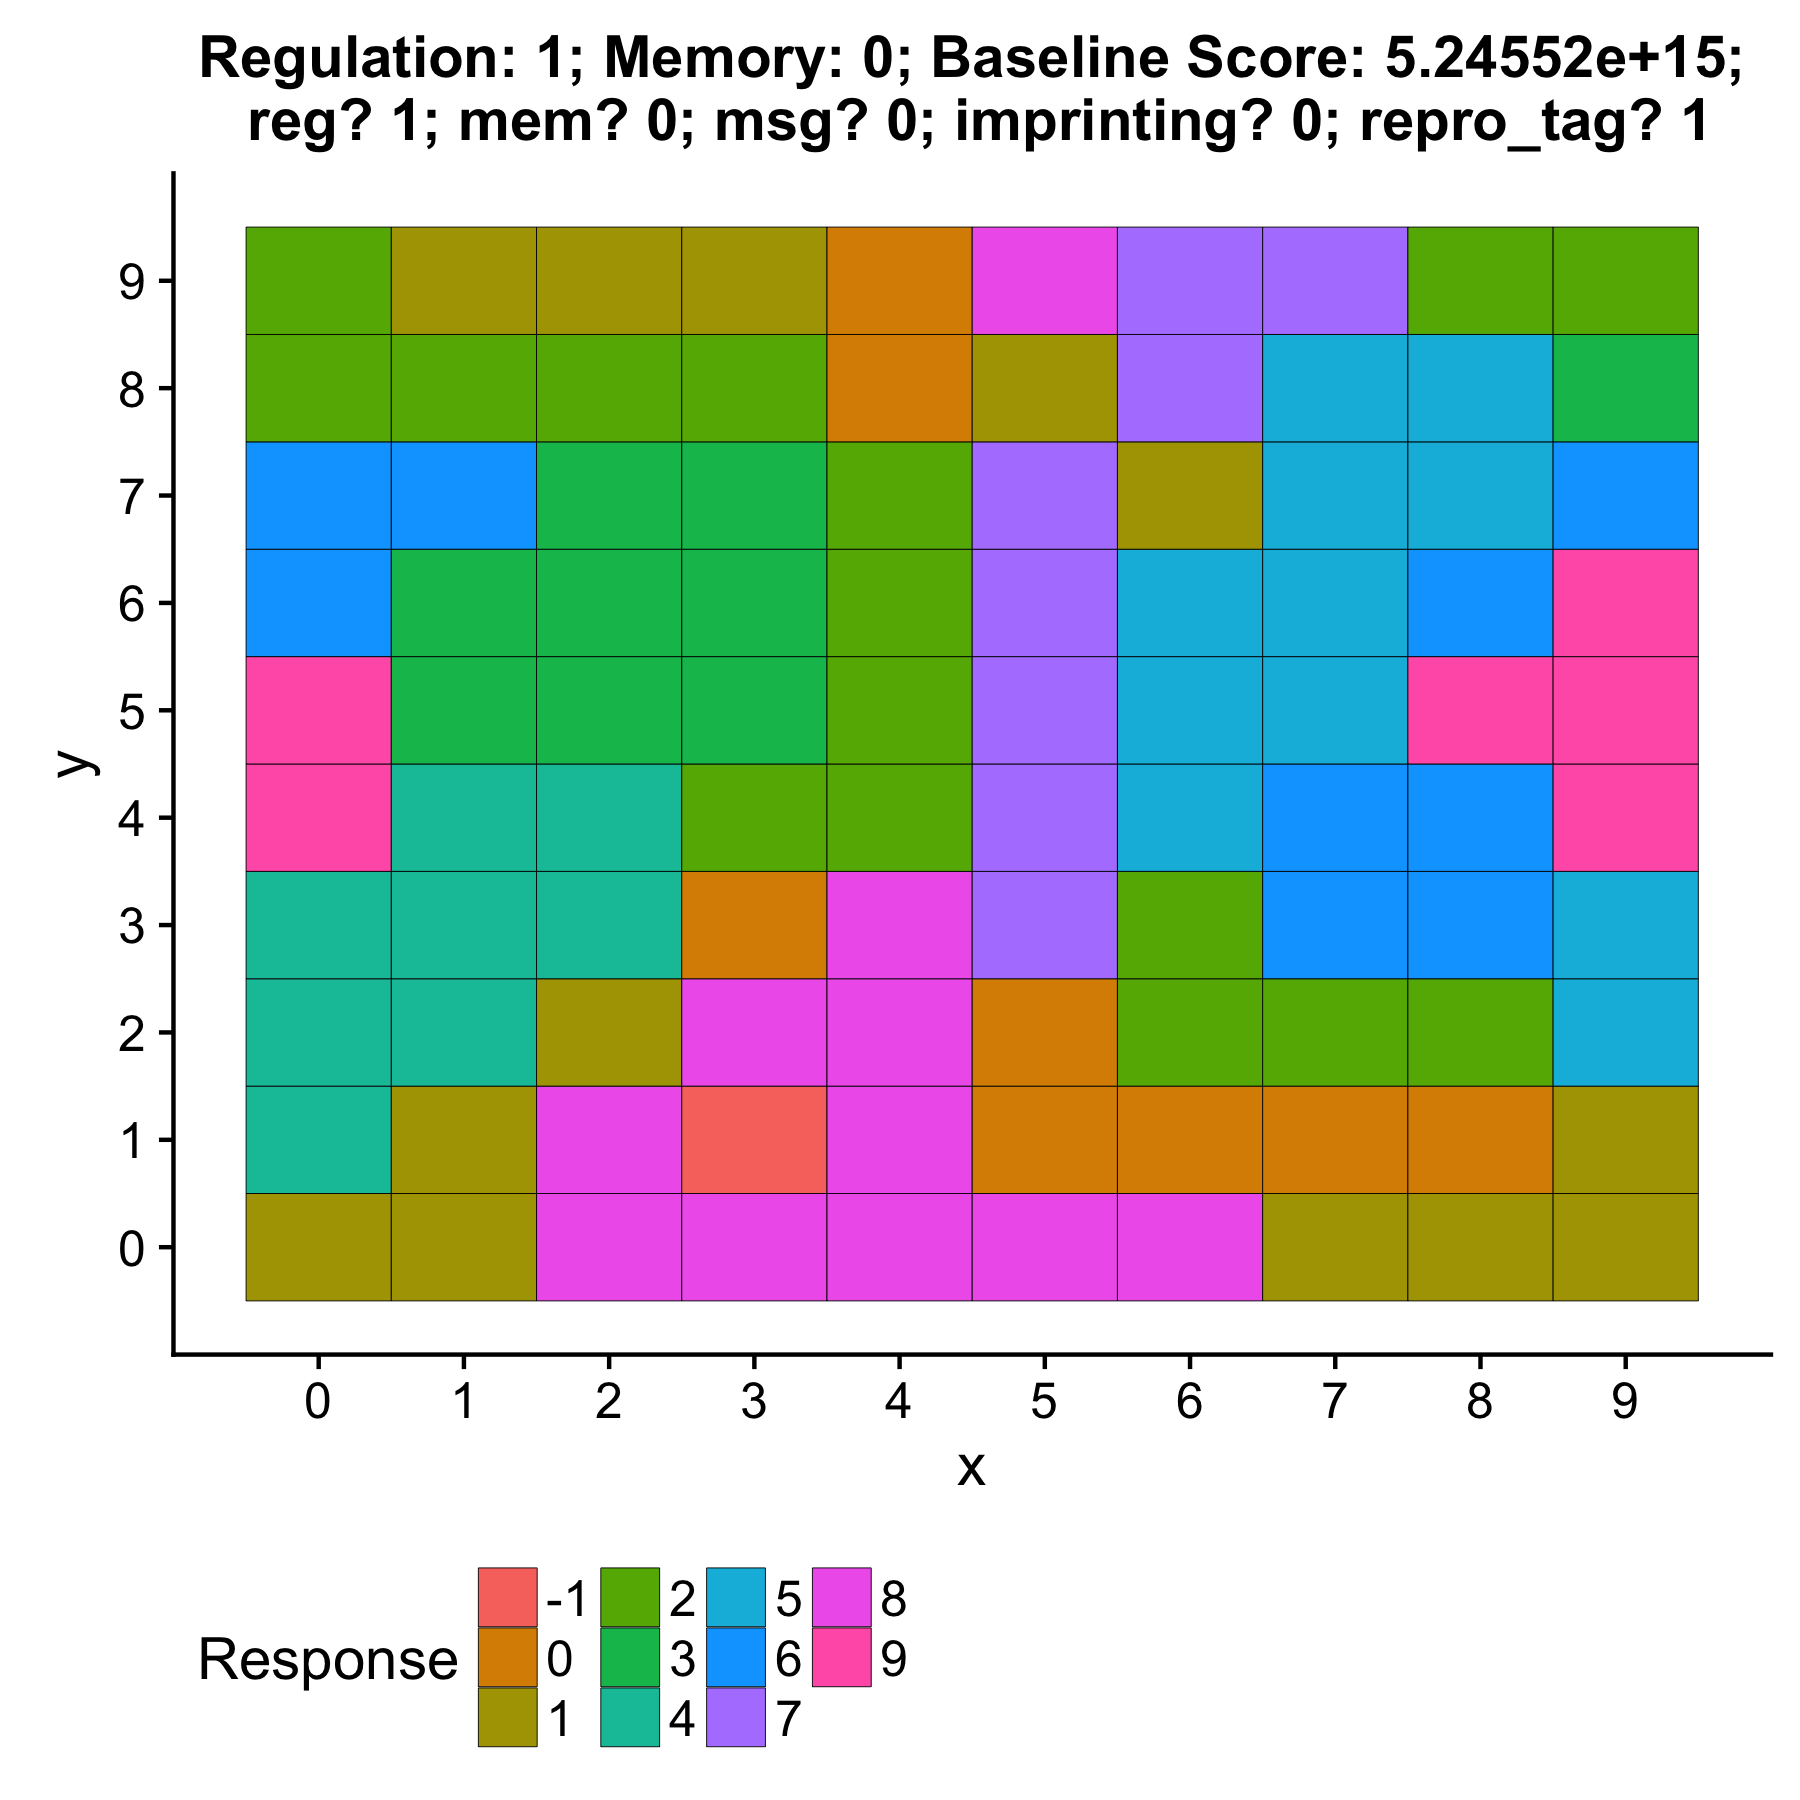 Regulation: 1; Memory: 0; Baseline Score: 5.24552e+15;
reg? 1; mem? 0; msg? 0; imprinting? 0; repro_tag? 1
9
8
7
6
5
4
3
2
1
0
y
0 1 2 3 4 5 6 7 8 9
x
Response
-1 2 5 8
0 3 6 9
1 4 7